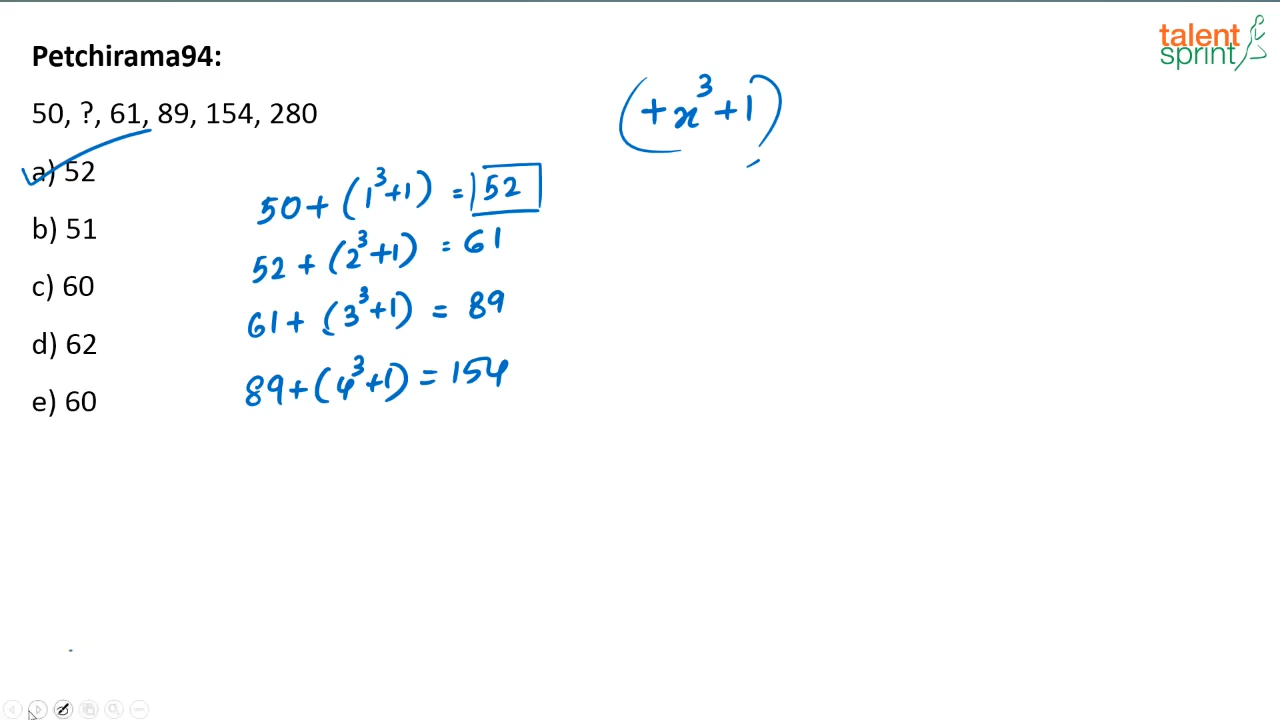 talent
sprint
Petchirama94:
50, ?, 61, 89, 154, 280
(+x³+1)
a) 52
50+(1³+1) = 52
b) 51
52+(2³+1) = 61
c) 60
61+(3³+1) = 89
d) 62
89+(4³+1) = 154
e) 60